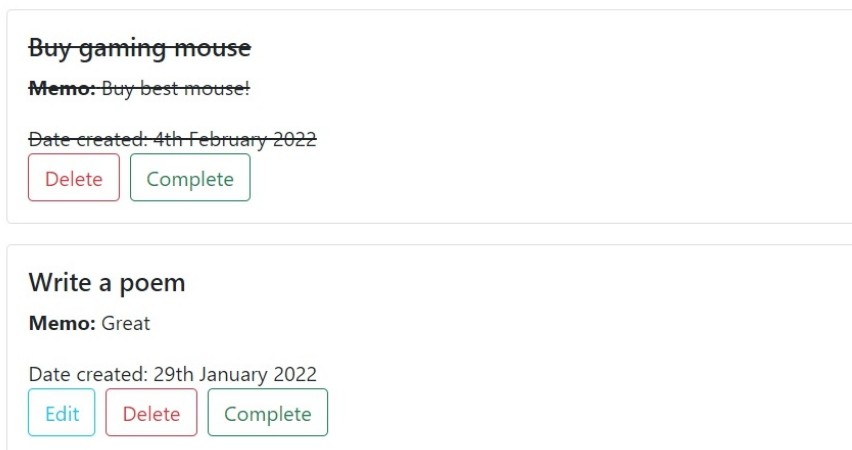 Buy gaming mouse
Memo: Buy best mouse!
Date created: 4th February 2022
Delete Complete
Write a poem
Memo: Great
Date created: 29th January 2022
Edit Delete Complete